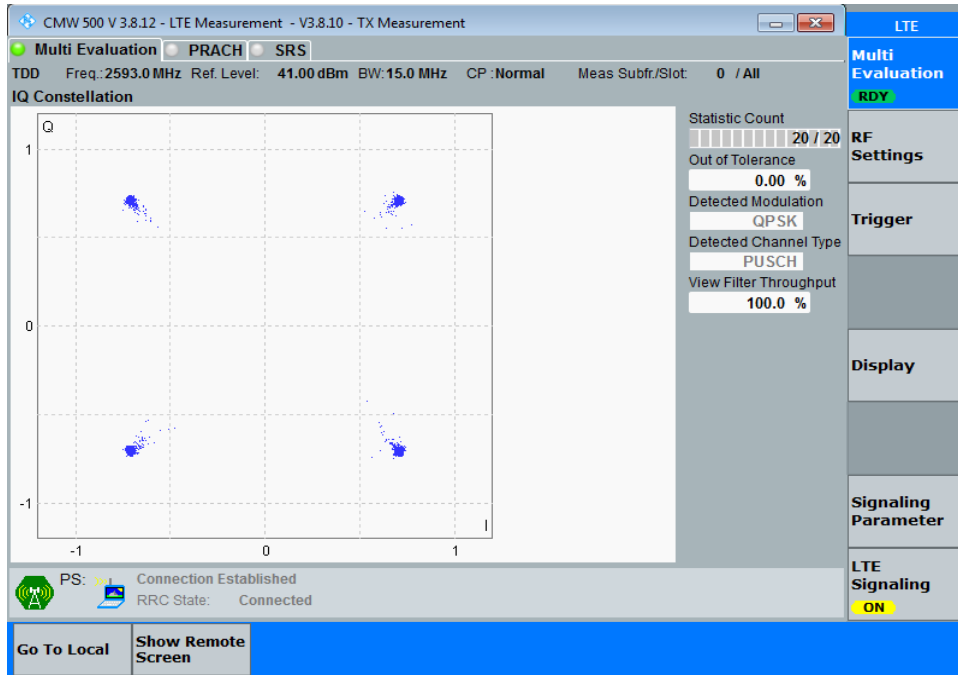 CMW 500 V 3.8.12 - LTE Measurement - V3.8.10 - TX Measurement
LTE
Multi Evaluation PRACH SRS
TDD Freq.: 2593.0 MHz Ref. Level: 41.00 dBm BW: 15.0 MHz CP : Normal Meas Subfr./Slot: 0 / All
IQ Constellation
Q
1
0
-1
I
-1 0 1
Statistic Count
20 / 20
Out of Tolerance
0.00 %
Detected Modulation
QPSK
Detected Channel Type
PUSCH
View Filter Throughput
100.0 %
Multi
Evaluation
RDY
RF
Settings
Trigger
Display
Signaling
Parameter
LTE
Signaling
ON
PS: Connection Established
RRC State: Connected
Go To Local
Show Remote
Screen